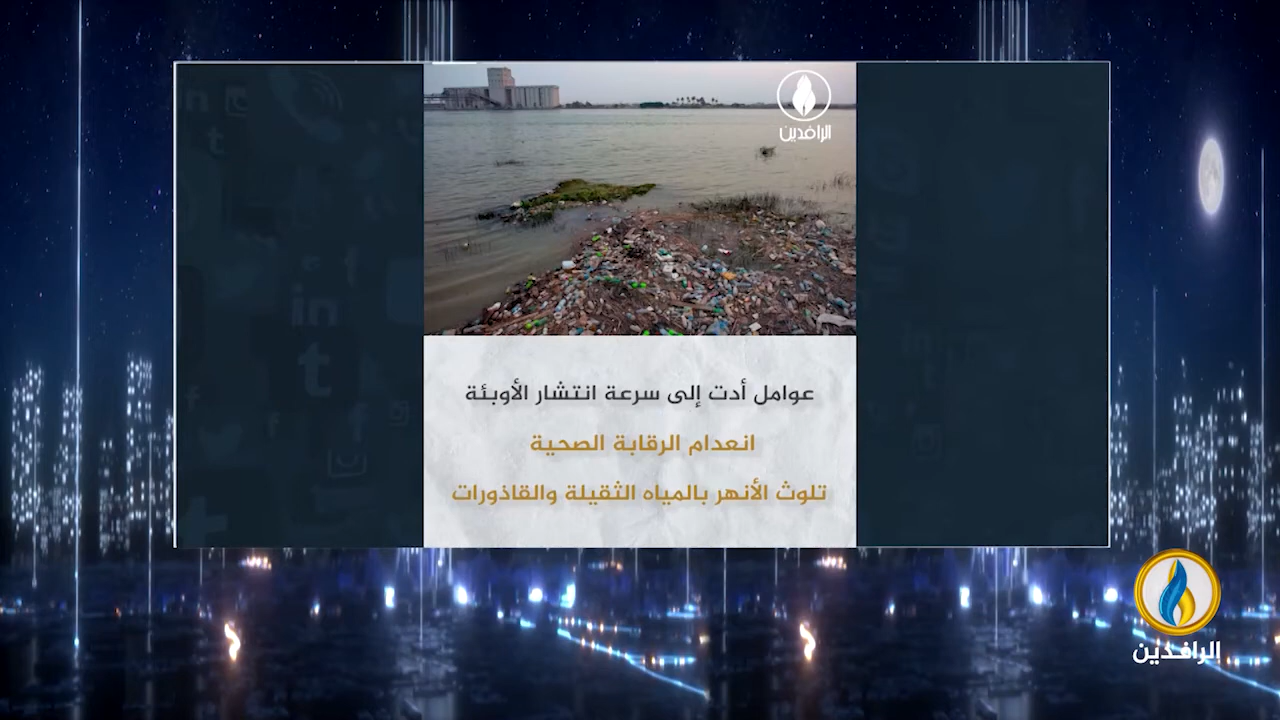 الرافدين
عوامل أدت إلى سرعة انتشار الأوبئة
انعدام الرقابة الصحية
تلوث الأنهر بالمياه الثقيلة والقاذورات
الرافدين